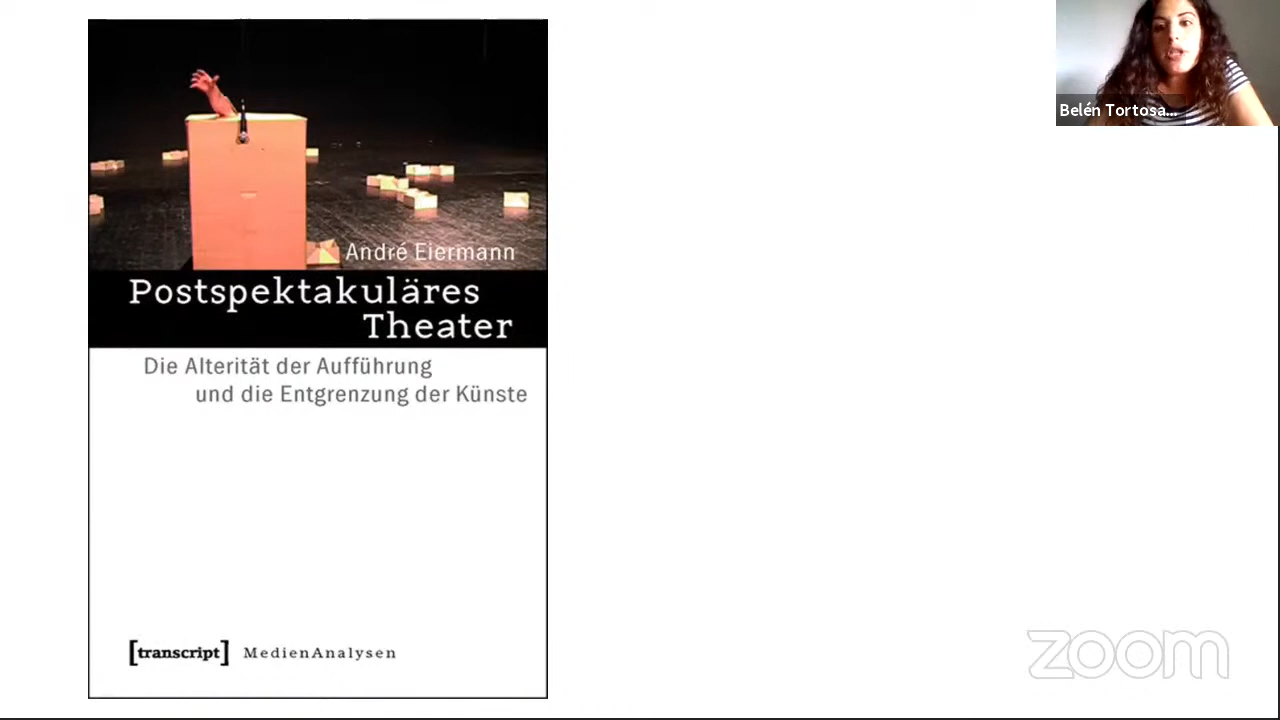 André Eiermann
Postspektakuläres
Theater
Die Alterität der Aufführung
und die Entgrenzung der Künste
[transcript] MedienAnalysen
Belén Tortosa...
zoom